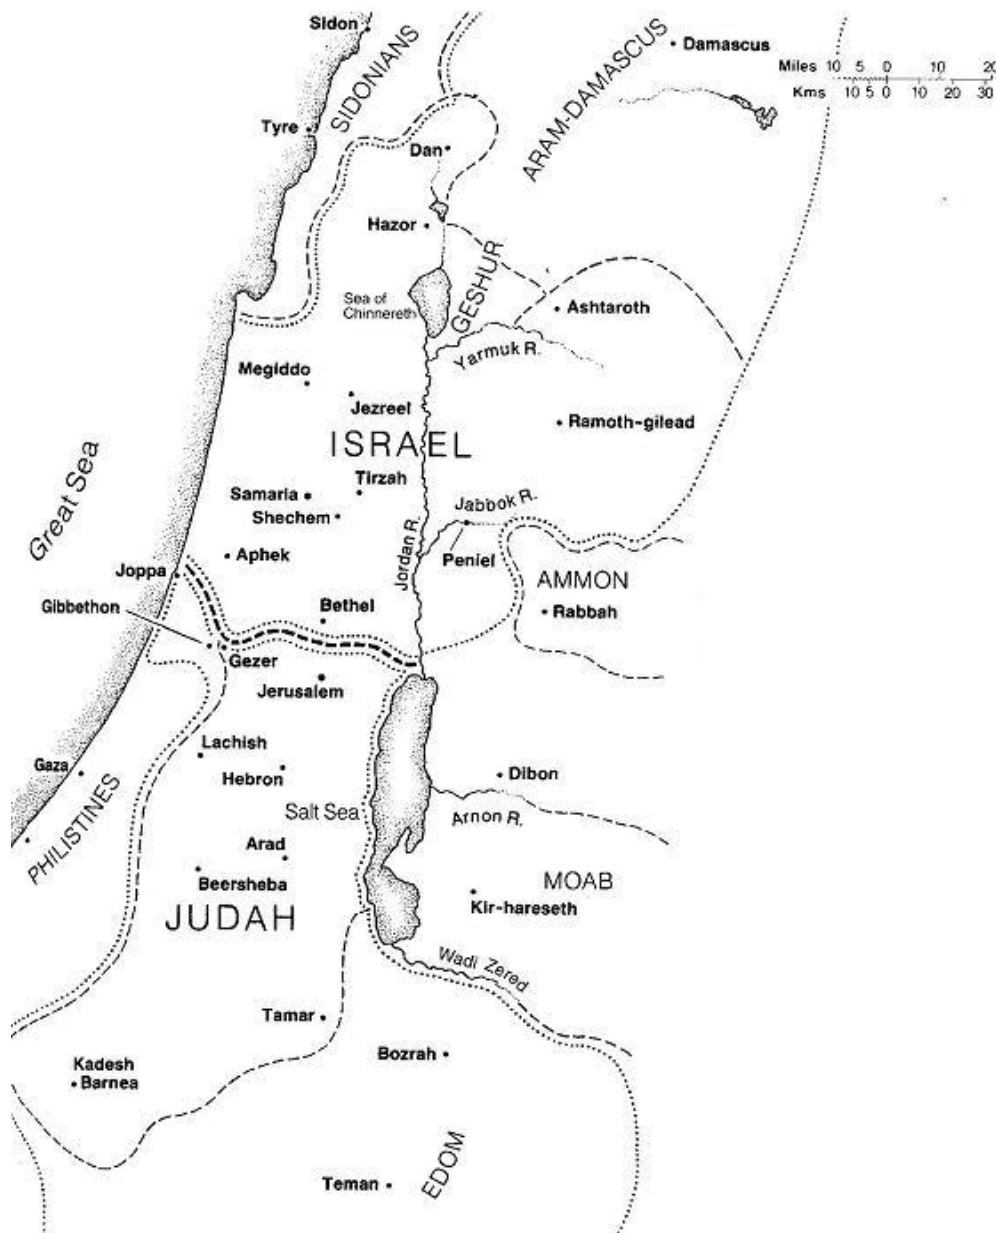 Sidon
SIDONIANS
ARAM-DAMASCUS
Damascus
Miles 10 5 0 10 20
Kms 10 5 0 10 20 30
Tyre
Dan
Hazor
GESHUR
Sea of
Chinnereth
Ashtaroth
Yarmuk R.
Megiddo
Jezreel
Ramoth-gilead
ISRAEL
Great Sea
Tirzah
Samaria
Shechem
Jabbok R.
Jordan R.
Aphek
Peniel
Joppa
AMMON
Gibbethon
Bethel
Rabbah
Gezer
Jerusalem
Lachish
Gaza
Hebron
Dibon
PHILISTINES
Salt Sea
Arnon R.
Arad
Beersheba
MOAB
Kir-hareseth
JUDAH
Wadi Zered
Tamar
Bozrah
Kadesh
Barnea
EDOM
Teman